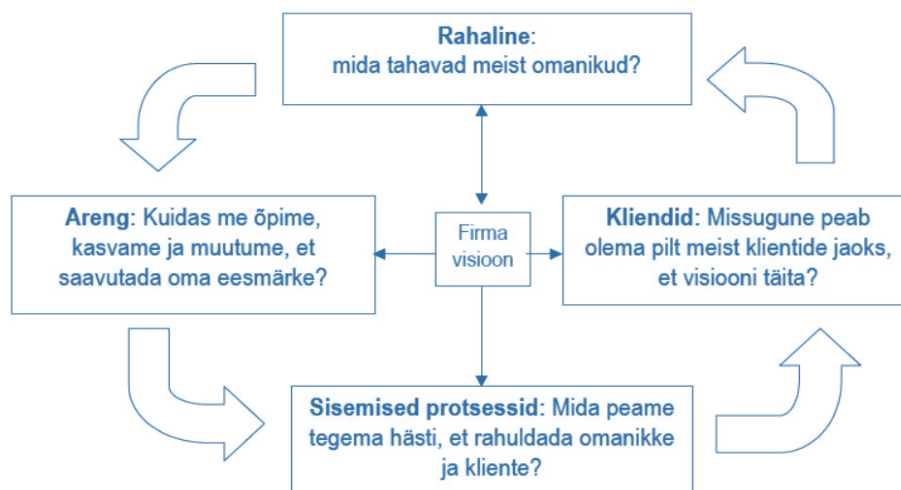 Rahaline:
mida tahavad meist omanikud?
Areng: Kuidas me õpime,
kasvame ja muutume, et
saavutada oma eesmärke?
Firma
visioon
Kliendid: Missugune peab
olema pilt meist klientide jaoks,
et visiooni täita?
Sisemised protsessid: Mida peame
tegema hästi, et rahuldada omanikke
ja kliente?